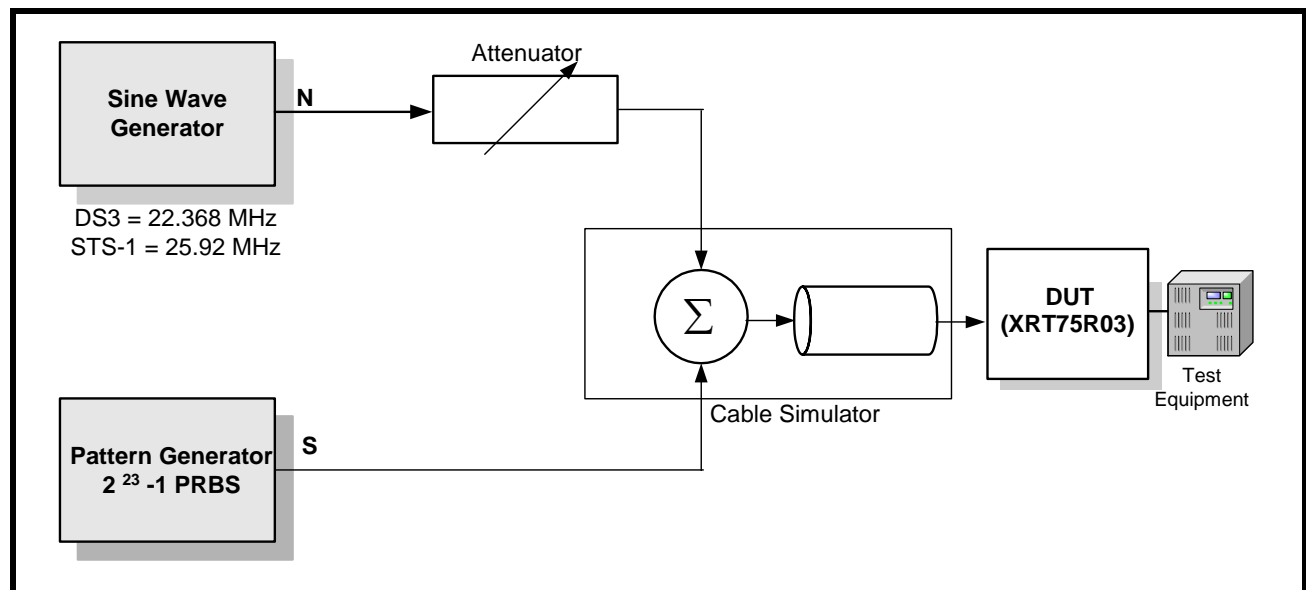 Attenuator
Sine Wave
Generator
N
DS3 = 22.368 MHz
STS-1 = 25.92 MHz
Σ
DUT
(XRT75R03)
Test
Equipment
Cable Simulator
Pattern Generator
2 23 -1 PRBS
S